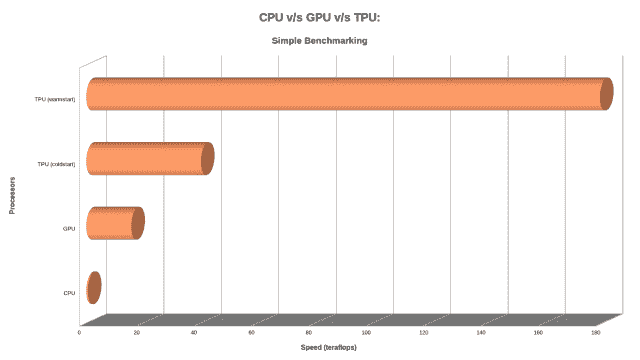 CPU v/s GPU v/s TPU:
Simple Benchmarking
TPU (warmstart)
TPU (coldstart)
GPU
CPU
Processors
0 20 40 60 80 100 120 140 160 180
Speed (teraflops)